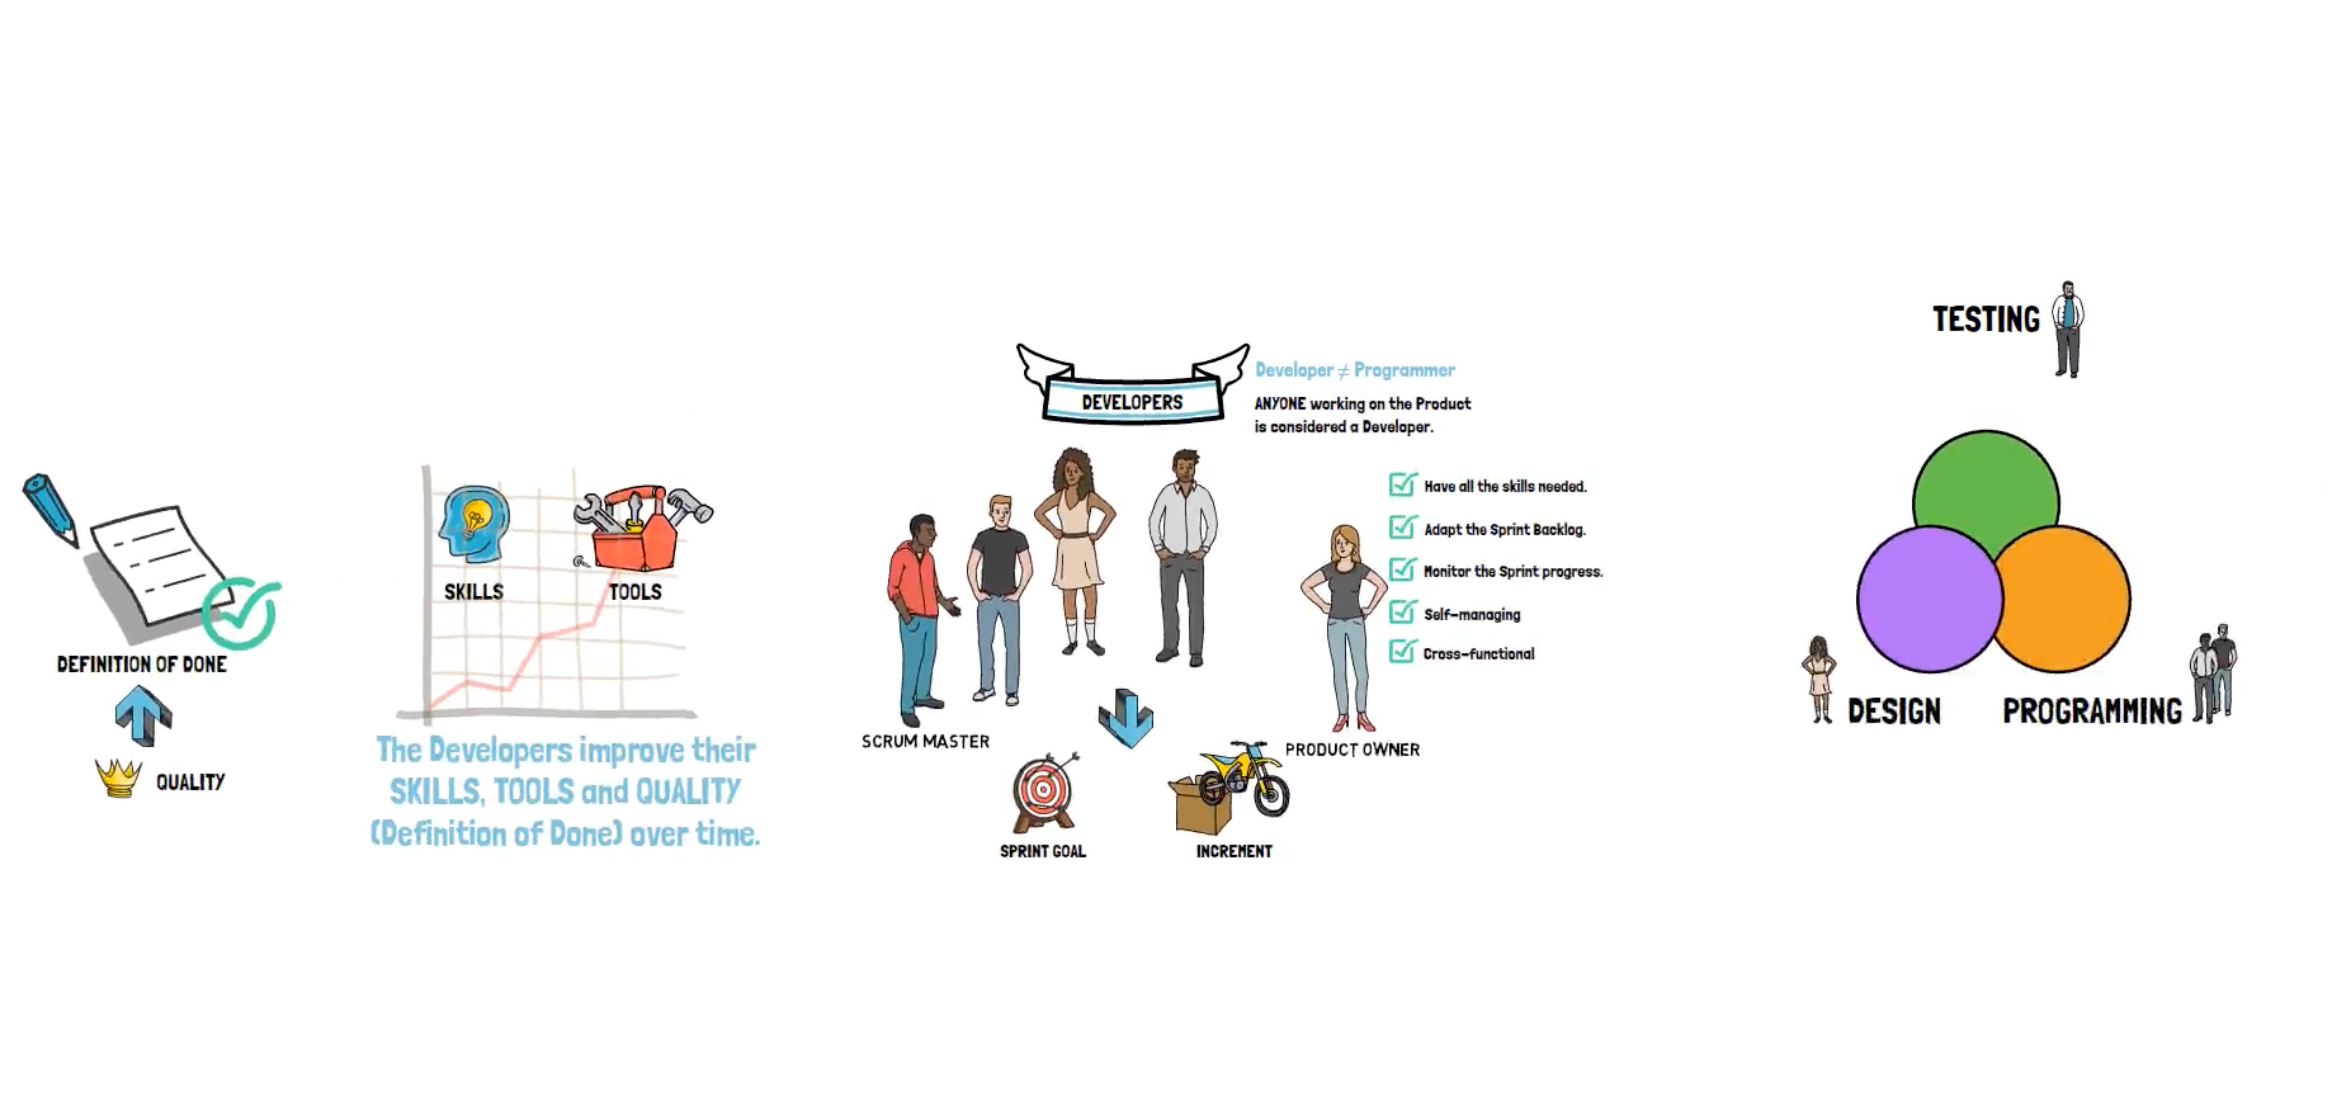 DEFINITION OF DONE
QUALITY
SKILLS
TOOLS
The Developers improve their
SKILLS, TOOLS and QUALITY
(Definition of Done) over time.
DEVELOPERS
Developer ≠ Programmer
ANYONE working on the Product
is considered a Developer.
Have all the skills needed.
Adapt the Sprint Backlog.
Monitor the Sprint progress.
Self-managing
Cross-functional
SCRUM MASTER
PRODUCT OWNER
SPRINT GOAL
INCREMENT
TESTING
DESIGN
PROGRAMMING